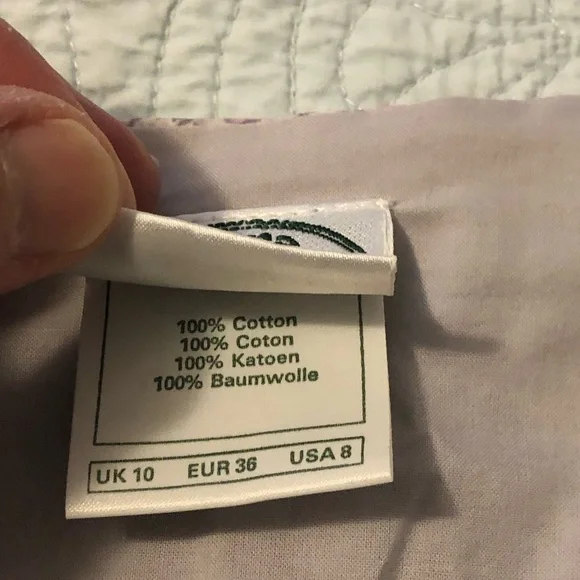 100% Cotton
100% Coton
100% Katoen
100% Baumwolle
UK 10 EUR 36 USA 8